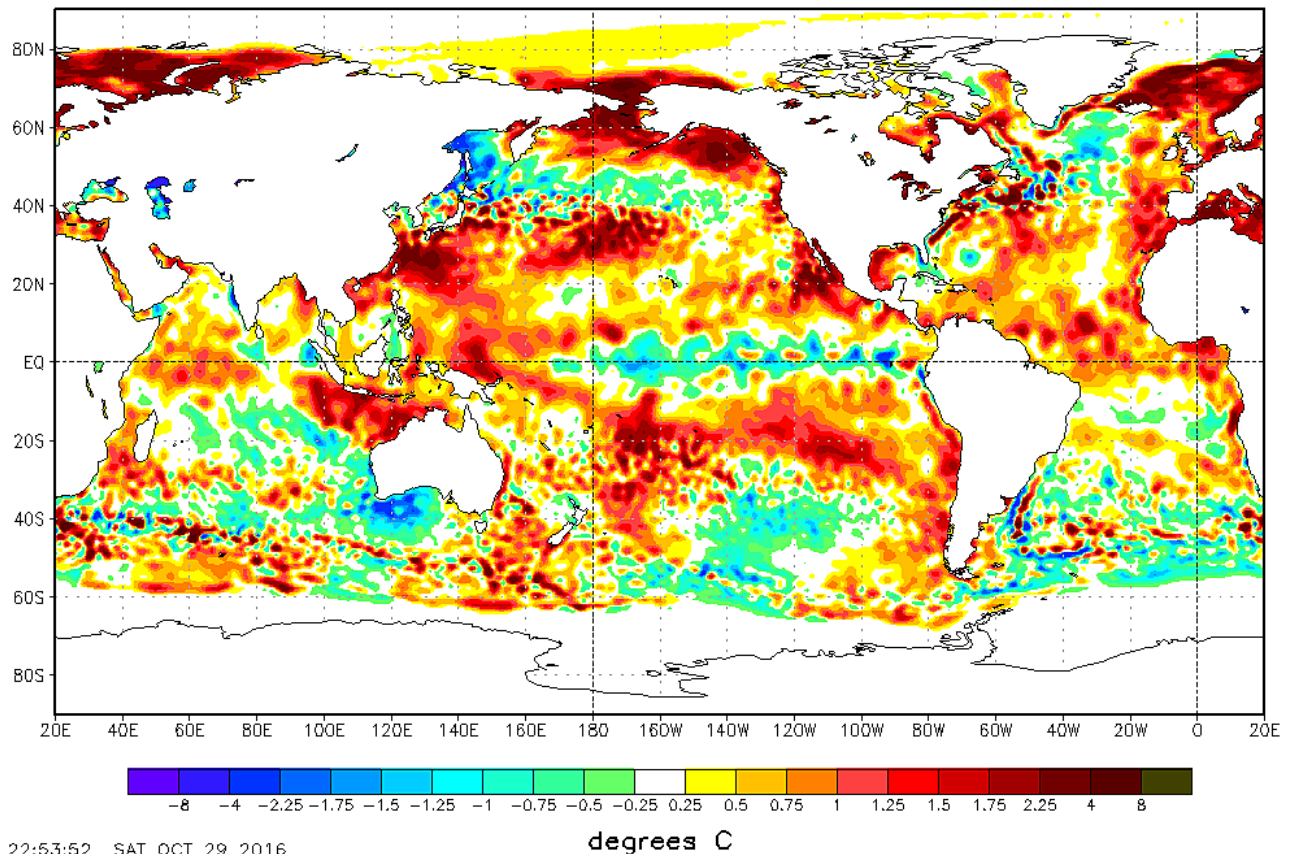 80N
60N
40N
20N
EQ
20S
40S
60S
80S
20E 40E 60E 80E 100E 120E 140E 160E 180 160W 140W 120W 100W 80W 60W 40W 20W 0 20E
-8 -4 -2.25 -1.75 -1.5 -1.25 -1 -0.75 -0.5 -0.25 0.25 0.5 0.75 1 1.25 1.5 1.75 2.25 4 8
degrees C
22:53:52 SAT OCT 29 2016